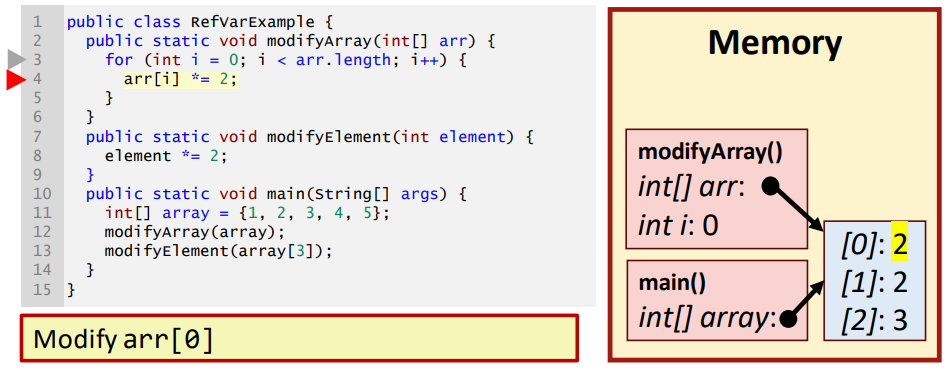 1 public class RefVarExample {
2 public static void modifyArray(int[] arr) {
3 for (int i = 0; i < arr.length; i++) {
4 arr[i] *= 2;
5 }
6 }
7 public static void modifyElement(int element) {
8 element *= 2;
9 }
10 public static void main(String[] args) {
11 int[] array = {1, 2, 3, 4, 5};
12 modifyArray(array);
13 modifyElement(array[3]);
14 }
15 }
Modify arr[0]
Memory
modifyArray()
int[] arr:
int i: 0
main()
int[] array:
[0]: 2
[1]: 2
[2]: 3